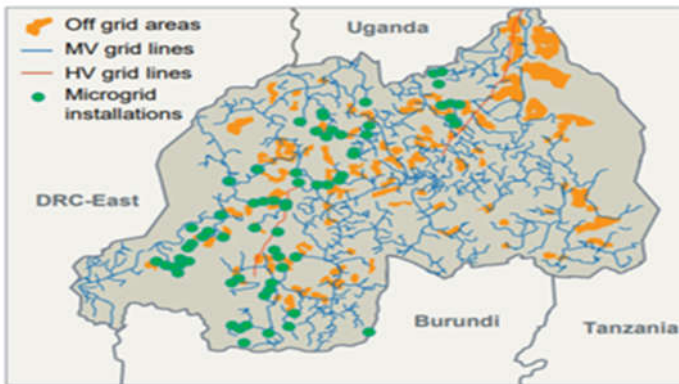 Off grid areas
MV grid lines
HV grid lines
Microgrid
installations
Uganda
DRC-East
Burundi
Tanzania